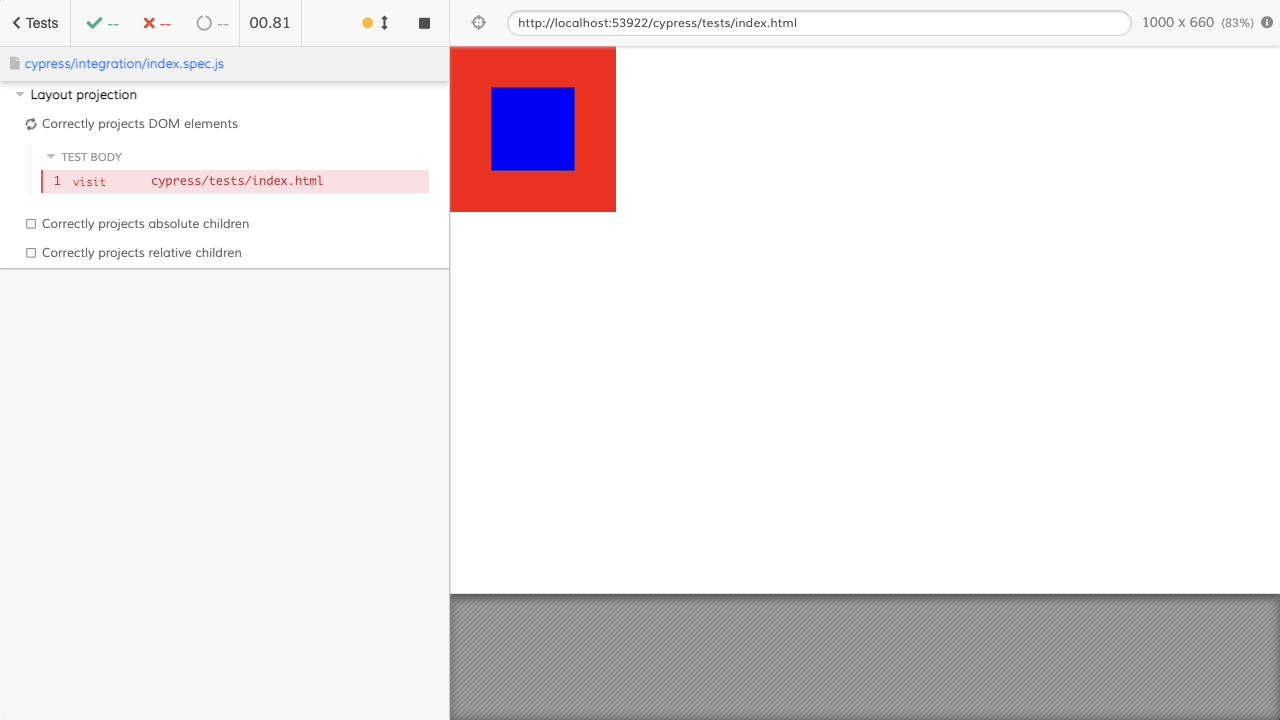 Tests -- -- -- 00.81
http://localhost:53922/cypress/tests/index.html 1000 x 660 (83%)
cypress/integration/index.spec.js
Layout projection
Correctly projects DOM elements
TEST BODY
1 visit cypress/tests/index.html
Correctly projects absolute children
Correctly projects relative children